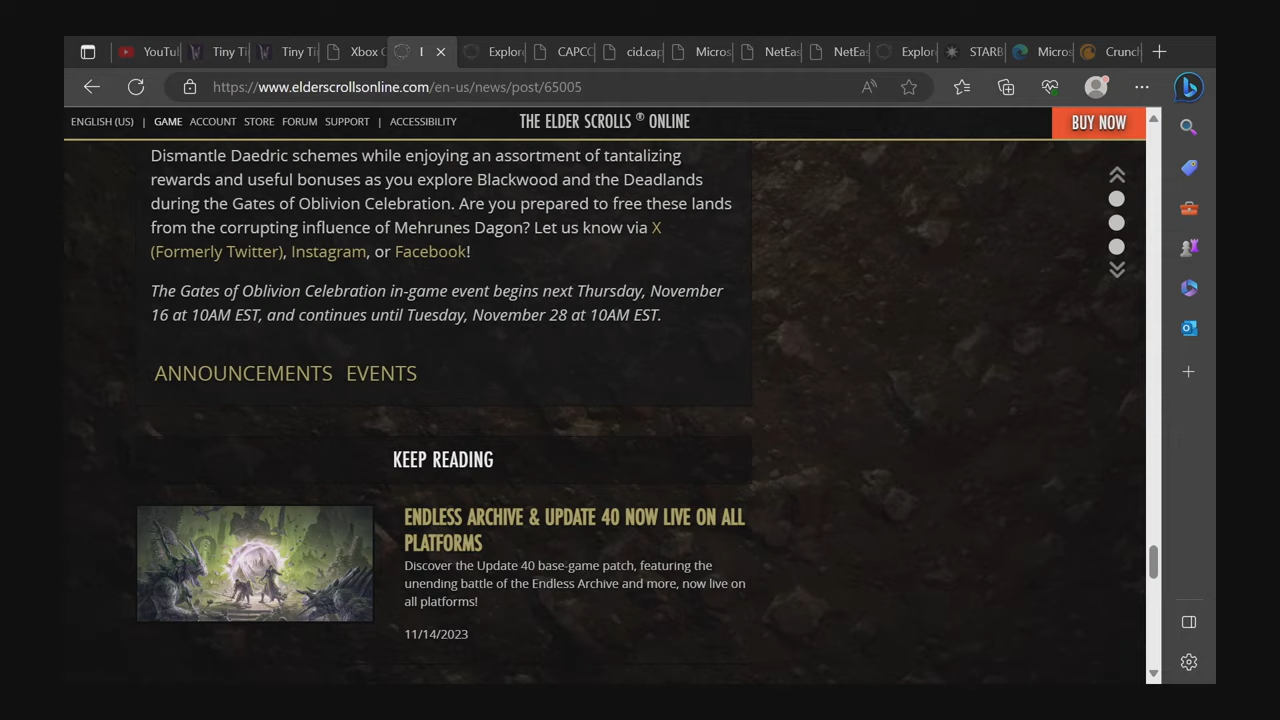 YouTu
Tiny Ti
Tiny Ti
Xbox C
Explor
CAPCO
cid.cap
Micros
NetEas
NetEas
Explor
STARB
Micros
Crunch
https://www.elderscrollsonline.com/en-us/news/post/65005
ENGLISH (US) | GAME ACCOUNT STORE FORUM SUPPORT | ACCESSIBILITY
THE ELDER SCROLLS ® ONLINE
BUY NOW
Dismantle Daedric schemes while enjoying an assortment of tantalizing
rewards and useful bonuses as you explore Blackwood and the Deadlands
during the Gates of Oblivion Celebration. Are you prepared to free these lands
from the corrupting influence of Mehrunes Dagon? Let us know via X
(Formerly Twitter), Instagram, or Facebook!
The Gates of Oblivion Celebration in-game event begins next Thursday, November
16 at 10AM EST, and continues until Tuesday, November 28 at 10AM EST.
ANNOUNCEMENTS EVENTS
KEEP READING
ENDLESS ARCHIVE & UPDATE 40 NOW LIVE ON ALL
PLATFORMS
Discover the Update 40 base-game patch, featuring the
unending battle of the Endless Archive and more, now live on
all platforms!
11/14/2023